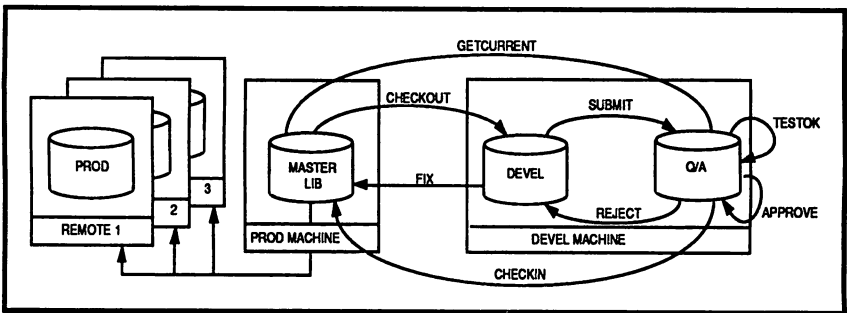 GETCURRENT
CHECKOUT
SUBMIT
TESTOK
PROD
MASTER
LIB
DEVEL
Q/A
3
FIX
2
REJECT
APPROVE
REMOTE 1
PROD MACHINE
DEVEL MACHINE
CHECKIN